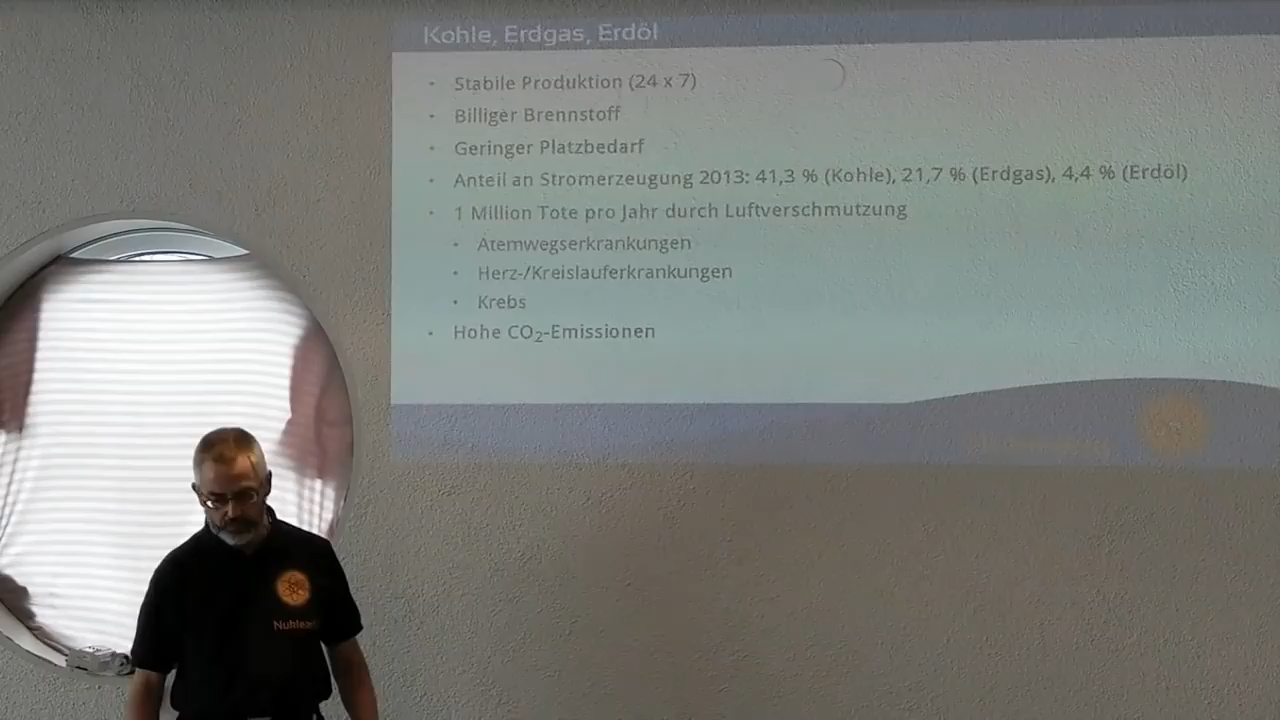 Kohle, Erdgas, Erdöl
• Stabile Produktion (24 x 7)
• Billiger Brennstoff
• Geringer Platzbedarf
• Anteil an Stromerzeugung 2013: 41,3 % (Kohle), 21,7 % (Erdgas), 4,4 % (Erdöl)
• 1 Million Tote pro Jahr durch Luftverschmutzung
• Atemwegserkrankungen
• Herz-/Kreislauferkrankungen
• Krebs
• Hohe CO₂-Emissionen